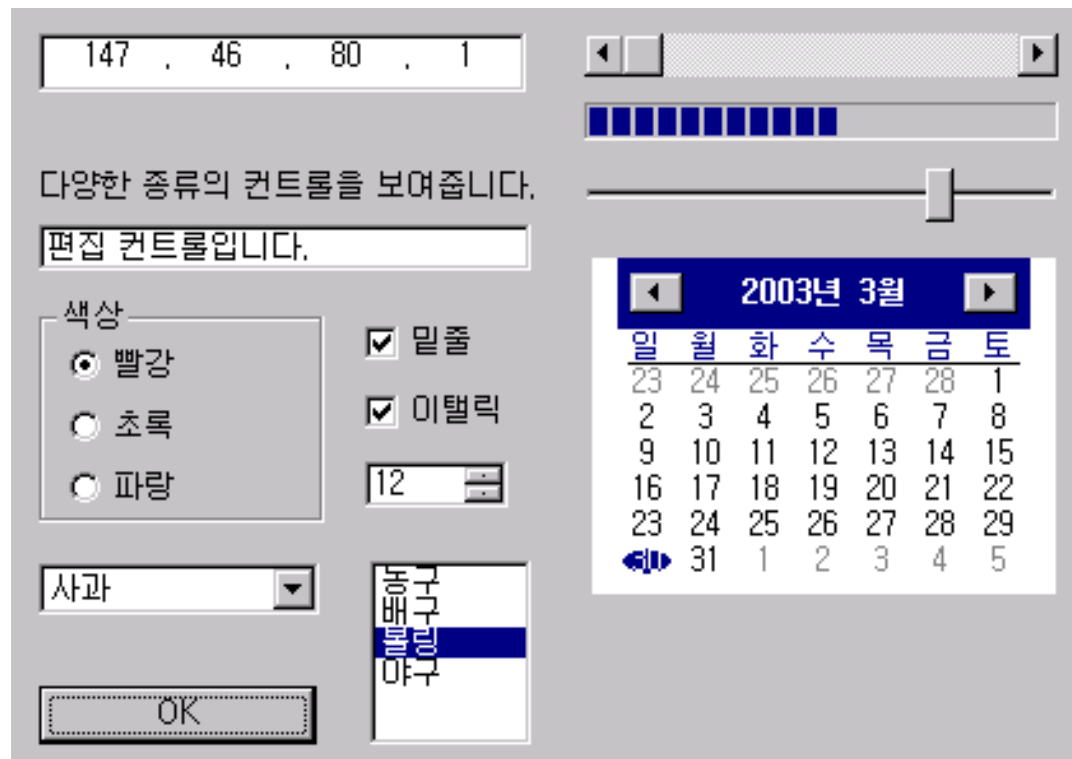 147 . 46 . 80 . 1
다양한 종류의 컨트롤을 보여줍니다.
편집 컨트롤입니다.
색상
빨강
초록
파랑
밑줄
이탤릭
12
사과
농구
배구
볼링
야구
OK
2003년 3월
일 월 화 수 목 금 토
23 24 25 26 27 28 1
2 3 4 5 6 7 8
9 10 11 12 13 14 15
16 17 18 19 20 21 22
23 24 25 26 27 28 29
30 31 1 2 3 4 5